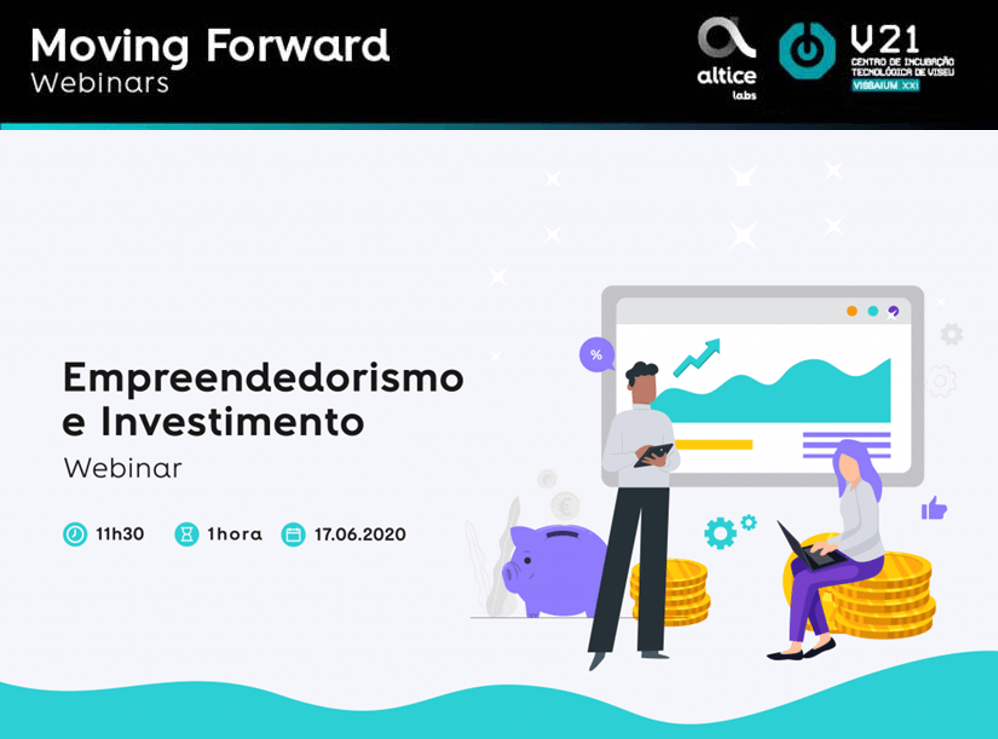 Moving Forward
Webinars
altice
labs
V21
CENTRO DE INCUBAÇÃO
TECNOLÓGICA DE VISEU
VISSAIUM XXI
%
€
Empreendedorismo
e Investimento
Webinar
11h30
1hora
17.06.2020